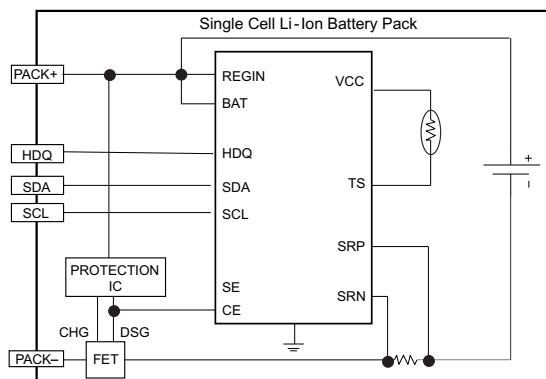 Single Cell Li-Ion Battery Pack
PACK+
REGIN
VCC
BAT
HDQ
HDQ
SDA
SDA
TS
SCL
SCL
SRP
PROTECTION
IC
SE
SRN
CE
CHG
DSG
PACK–
FET
+
–